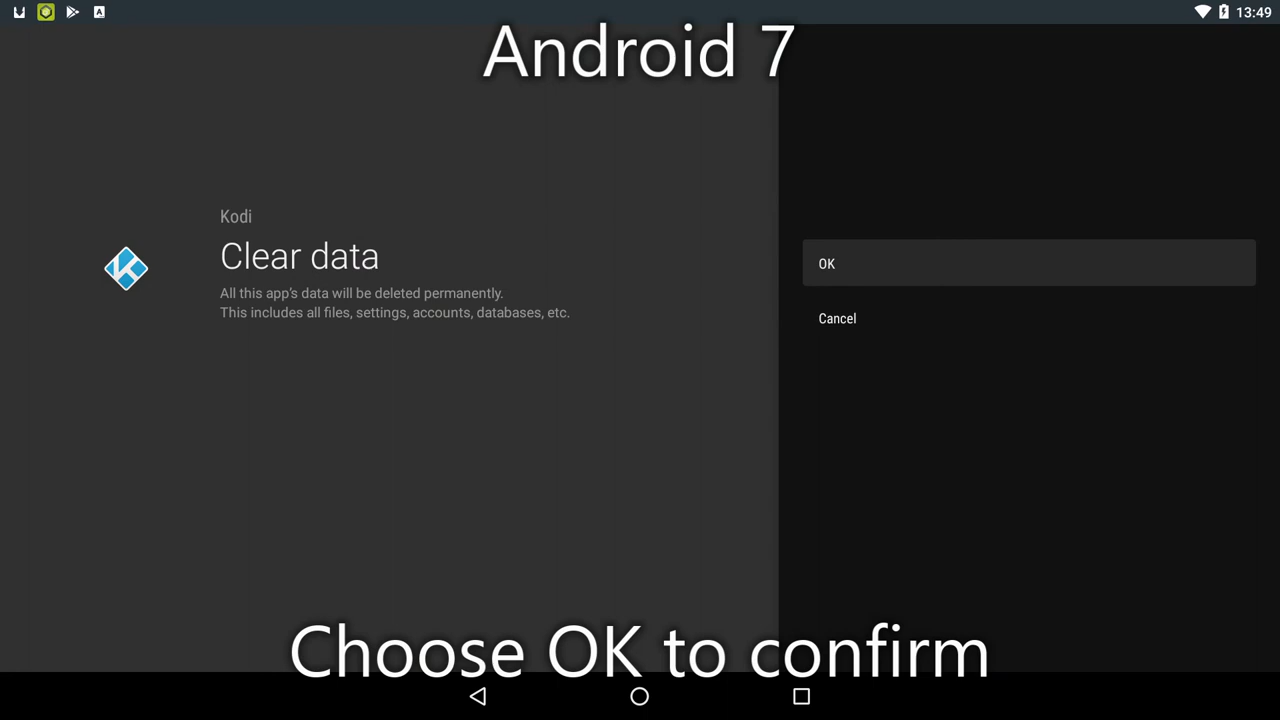 13:49
Android 7
Kodi
Clear data
All this app's data will be deleted permanently.
This includes all files, settings, accounts, databases, etc.
OK
Cancel
Choose OK to confirm